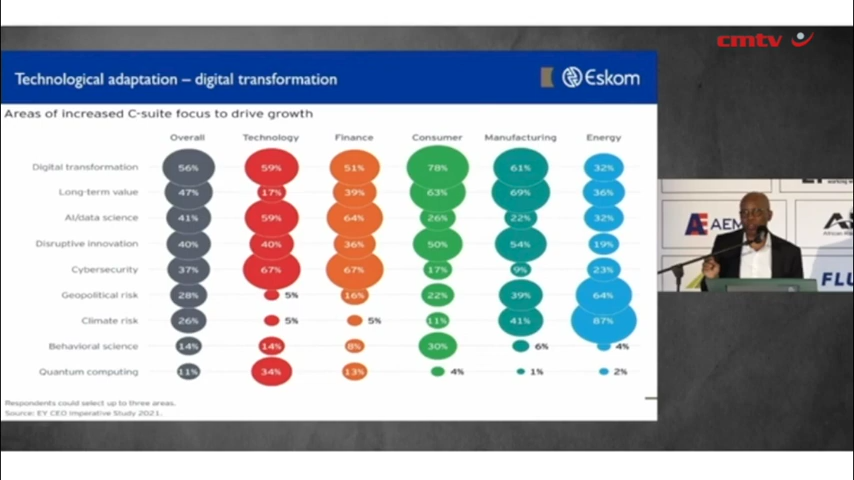 cmtv
Technological adaptation – digital transformation
Eskom
Areas of increased C-suite focus to drive growth
Overall Technology Finance Consumer Manufacturing Energy
Digital transformation 56% 59% 51% 78% 61% 32%
Long-term value 47% 17% 39% 63% 69% 36%
AI/data science 41% 59% 64% 26% 22% 32%
Disruptive innovation 40% 40% 36% 50% 54% 19%
Cybersecurity 37% 67% 67% 17% 9% 23%
Geopolitical risk 28% 5% 16% 22% 39% 64%
Climate risk 26% 5% 5% 11% 41% 87%
Behavioral science 14% 14% 8% 30% 6% 4%
Quantum computing 11% 34% 13% 4% 1% 2%
Respondents could select up to three areas.
Source: EY CEO Imperative Study 2021.